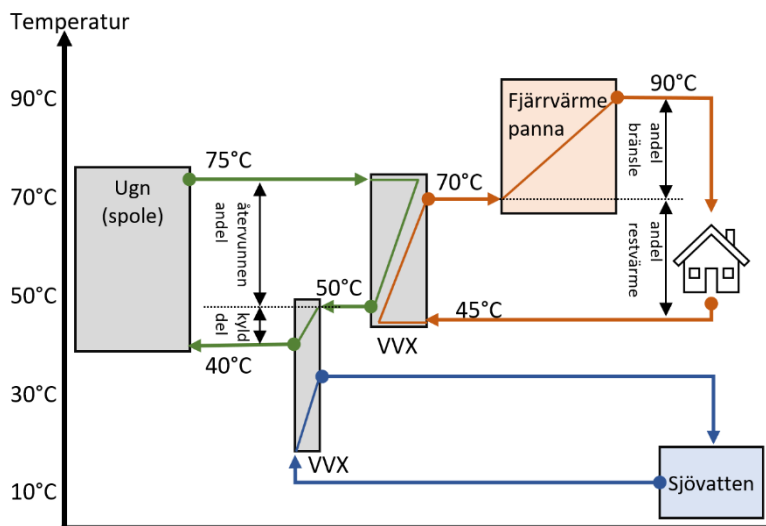 Temperatur
90°C
70°C
50°C
30°C
10°C
Ugn
(spole)
75°C
återvunnen
andel
kyld
del
40°C
50°C
VVX
VVX
70°C
45°C
Fjärrvärme
panna
90°C
andel
bränsle
andel
restvärme
Sjövatten